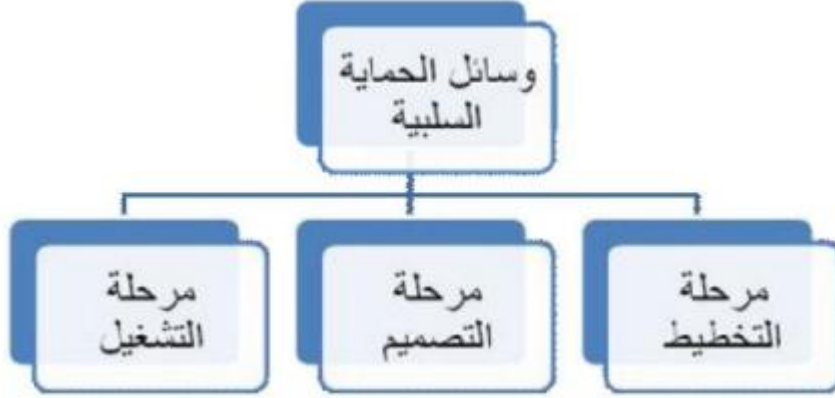 وسائل الحماية
السلبية
مرحلة
التخطيط
مرحلة
التصميم
مرحلة
التشغيل